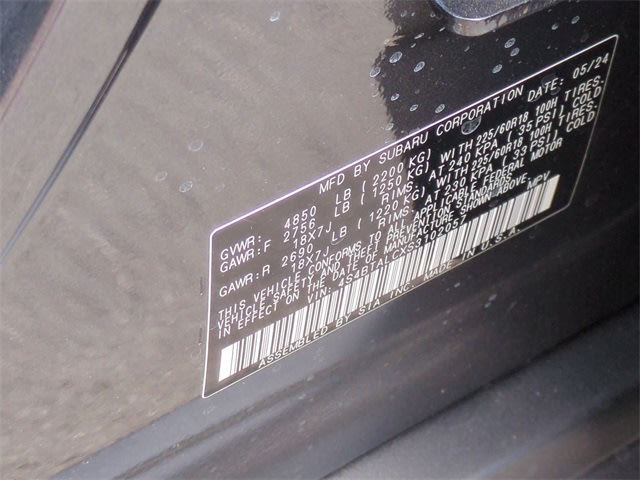 MFD BY SUBARU CORPORATION DATE: 05/24
GVWR: 4850 LB (2200 KG)
GAWR:F 2756 LB (1250 KG) WITH 225/60R18 100H TIRES.
18X7J RIMS. AT 240 KPA (35 PSI) COLD
GAWR:R 2690 LB (1220 KG) WITH 225/60R18 100H TIRES.
18X7J RIMS. AT 230 KPA (33 PSI) COLD
THIS VEHICLE CONFORMS TO ALL APPLICABLE FEDERAL MOTOR
VEHICLE SAFETY AND THEFT PREVENTION STANDARDS
IN EFFECT ON THE DATE OF MANUFACTURE SHOWN ABOVE.
VIN: MPV
ASSEMBLED BY SIA INC. MADE IN U.S.A.